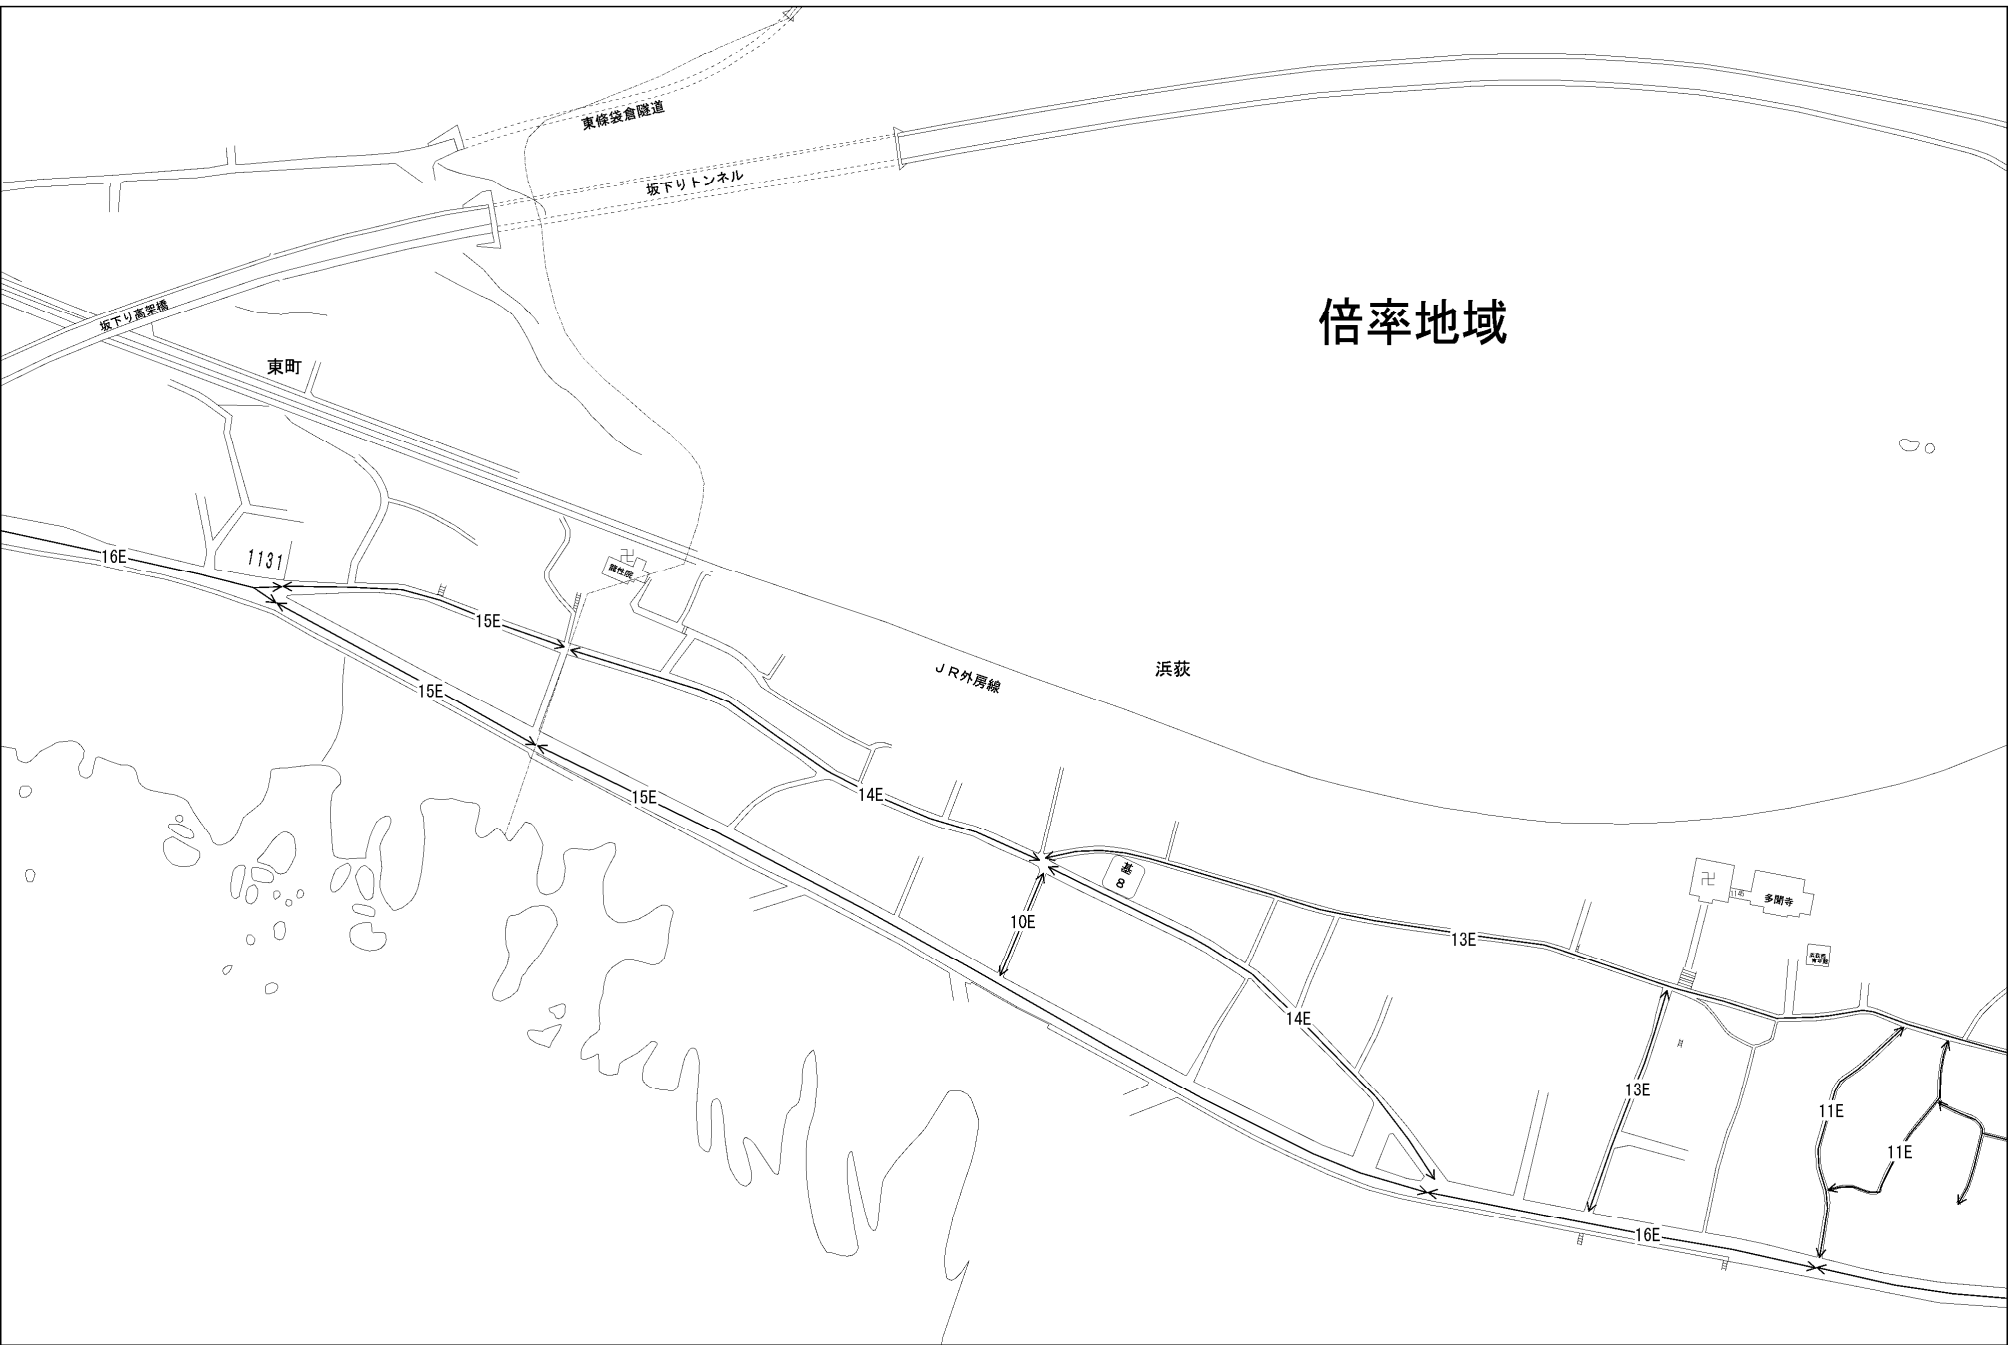 東條袋倉隧道
坂下りトンネル
倍率地域
坂下り高架橋
東町
16E
1131
15E
15E
JR外房線
浜荻
15E
14E
基
8
10E
13E
多聞寺
14E
13E
11E
11E
16E